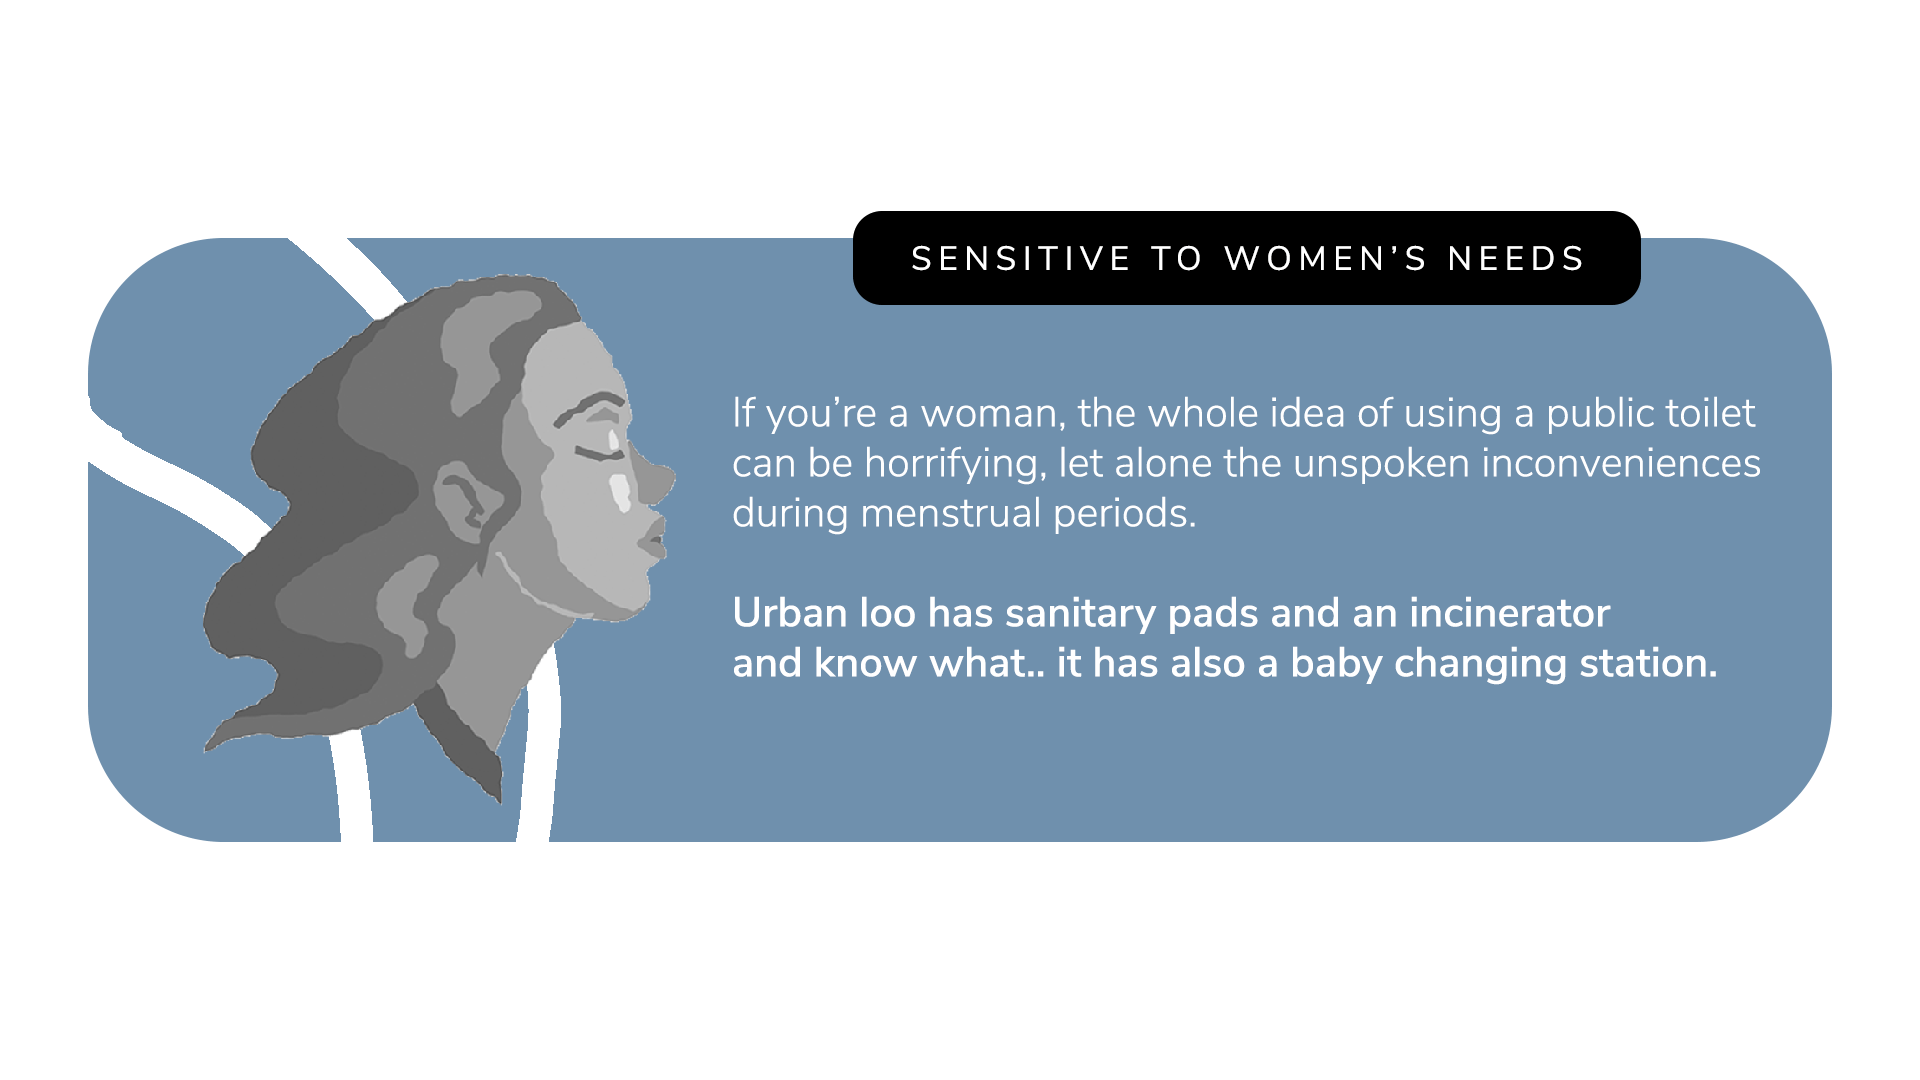 SENSITIVE TO WOMEN’S NEEDS
If you’re a woman, the whole idea of using a public toilet
can be horrifying, let alone the unspoken inconveniences
during menstrual periods.
Urban loo has sanitary pads and an incinerator
and know what.. it has also a baby changing station.